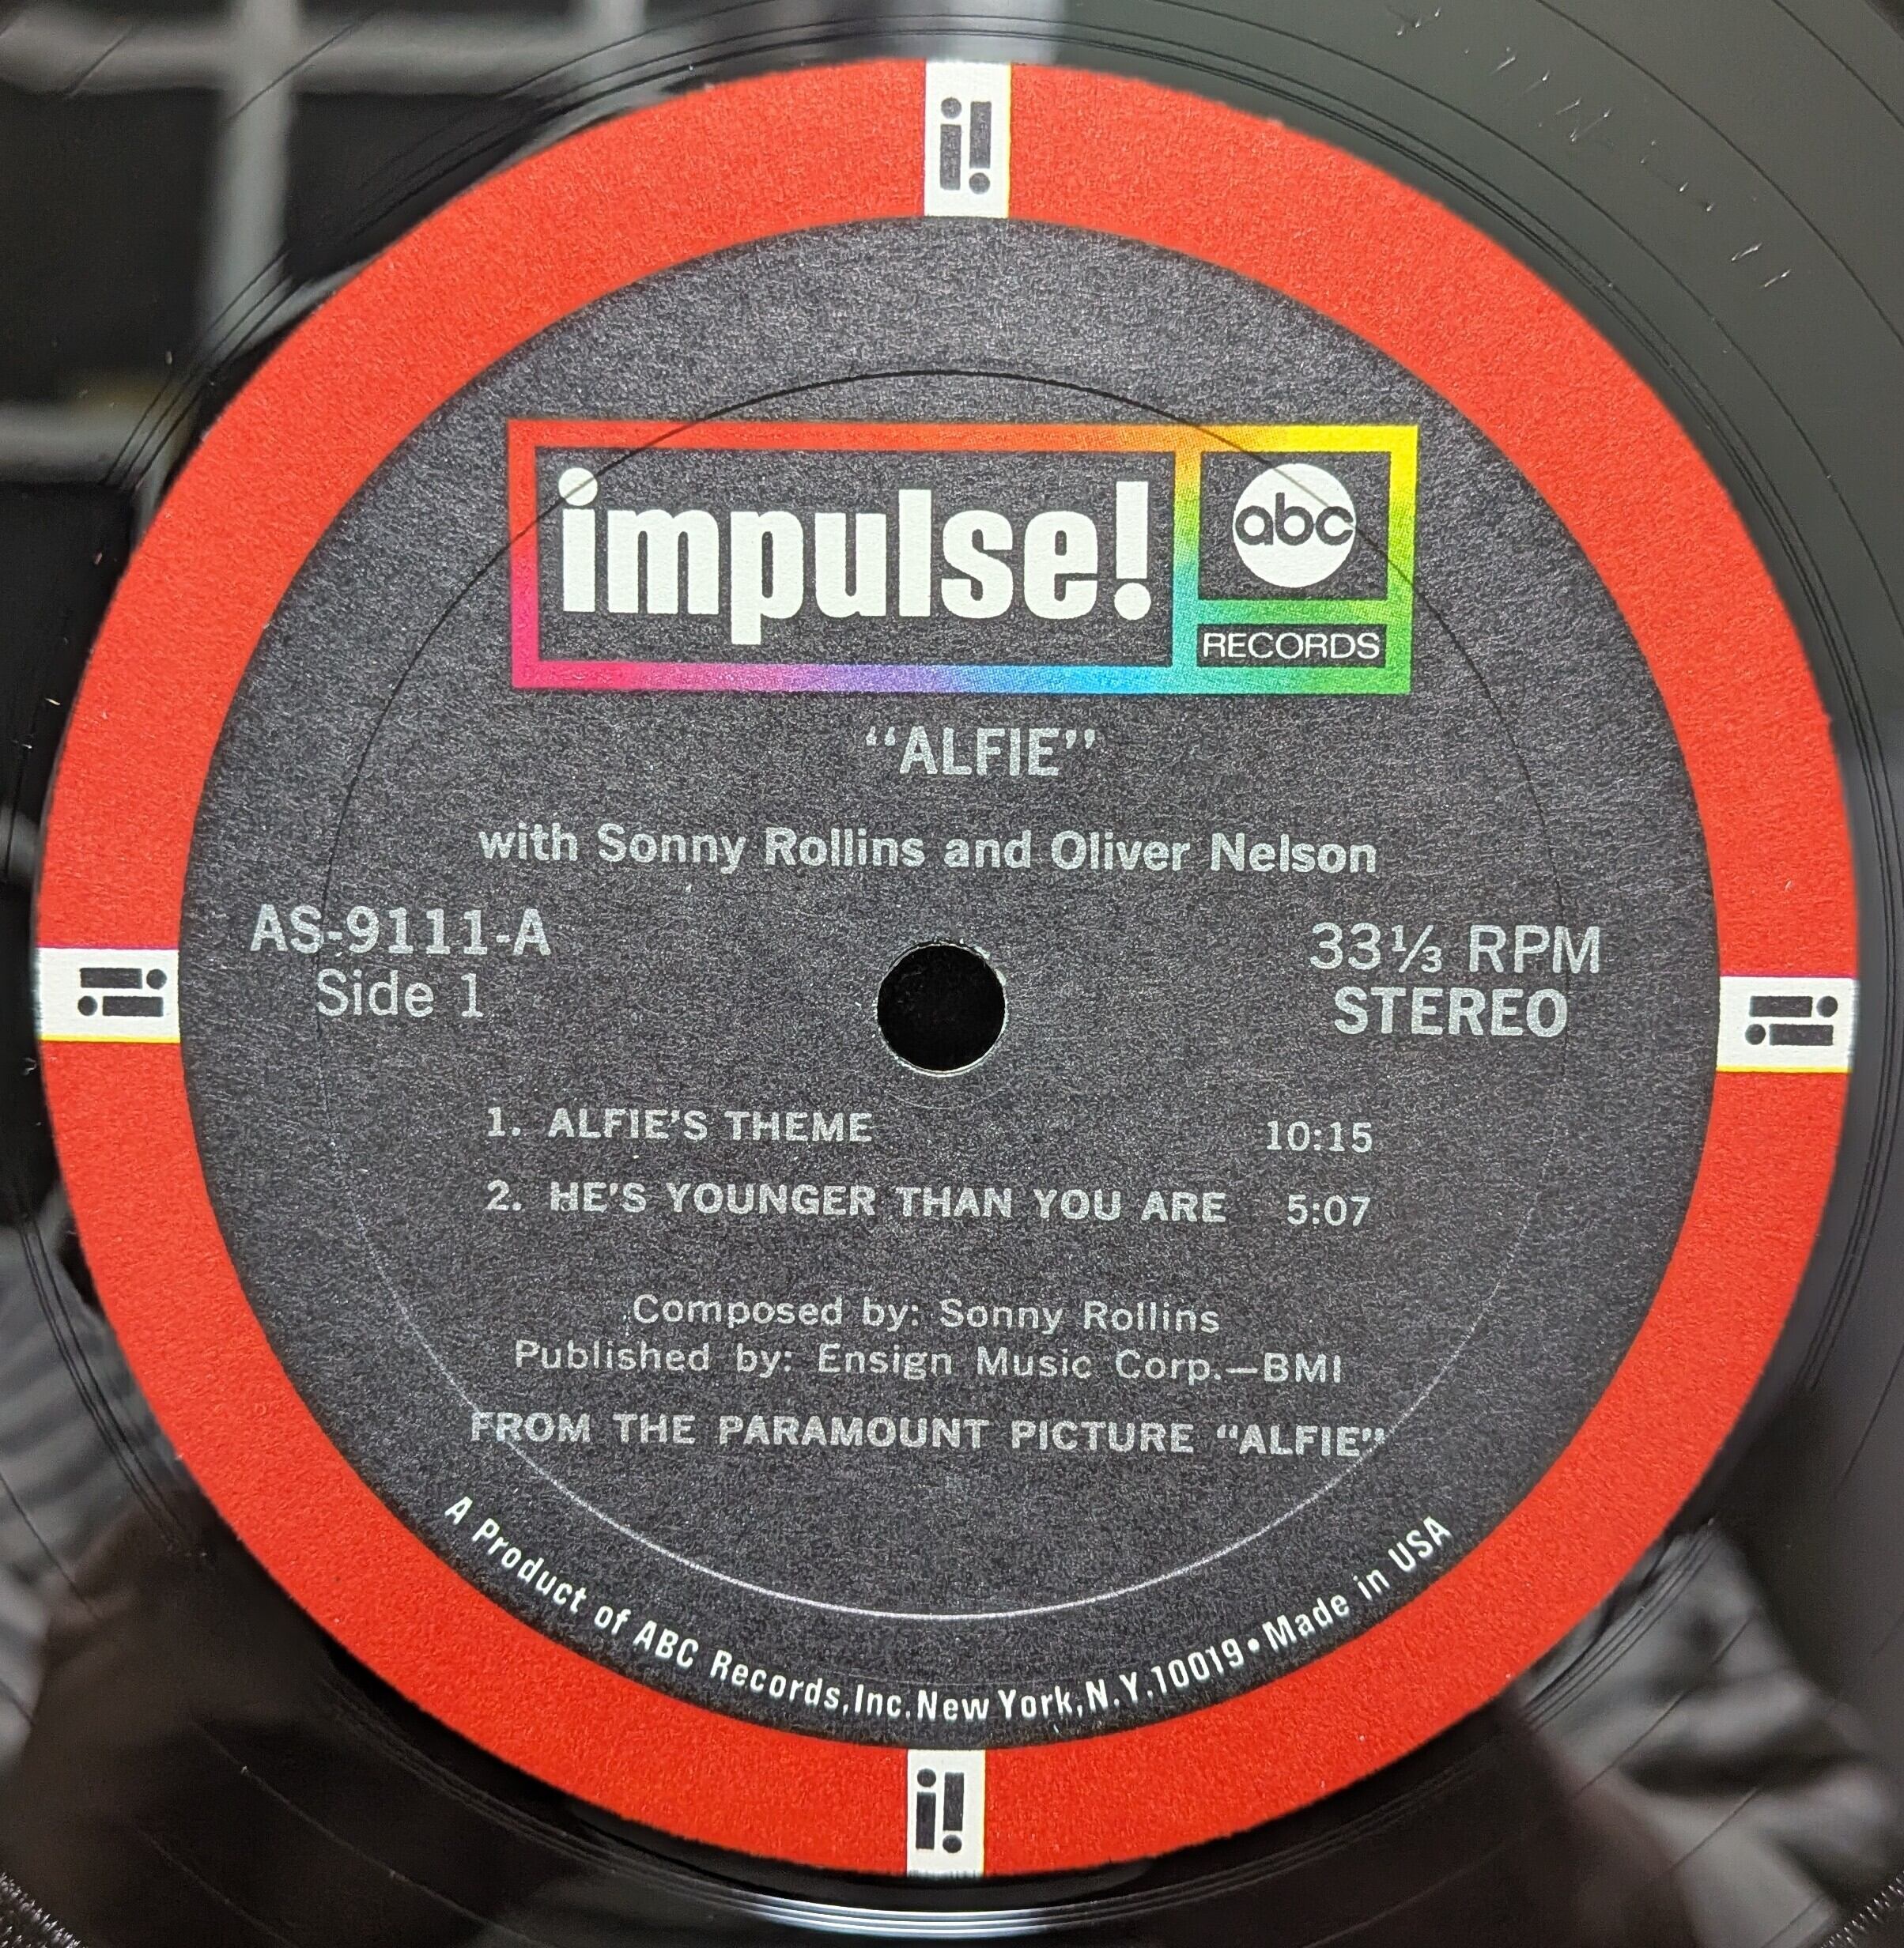 i!
impulse!
abc
RECORDS
"ALFIE"
with Sonny Rollins and Oliver Nelson
AS-9111-A
Side 1
33⅓ RPM
STEREO
i!
i!
1. ALFIE'S THEME 10:15
2. HE'S YOUNGER THAN YOU ARE 5:07
Composed by: Sonny Rollins
Published by: Ensign Music Corp.—BMI
FROM THE PARAMOUNT PICTURE "ALFIE"
A Product of ABC Records, Inc. New York, N.Y. 10019 • Made in USA
i!